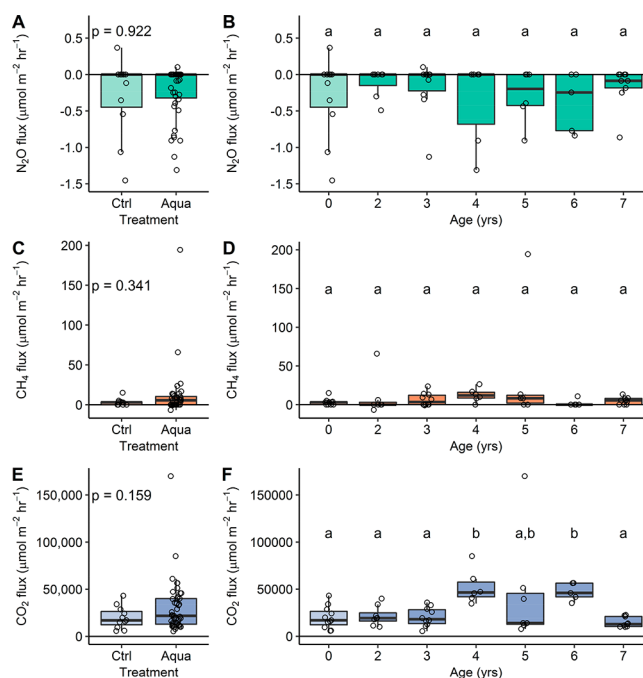 A
p = 0.922
N₂O flux (μmol m⁻² hr⁻¹)
0.5
0.0
-0.5
-1.0
-1.5
Ctrl Aqua
Treatment
B
a a a a a a a
N₂O flux (μmol m⁻² hr⁻¹)
0.5
0.0
-0.5
-1.0
-1.5
0 2 3 4 5 6 7
Age (yrs)
C
p = 0.341
CH₄ flux (μmol m⁻² hr⁻¹)
200
150
100
50
0
Ctrl Aqua
Treatment
D
a a a a a a a
CH₄ flux (μmol m⁻² hr⁻¹)
200
150
100
50
0
0 2 3 4 5 6 7
Age (yrs)
E
p = 0.159
CO₂ flux (μmol m⁻² hr⁻¹)
150,000
100,000
50,000
0
Ctrl Aqua
Treatment
F
a a a b a,b b a
CO₂ flux (μmol m⁻² hr⁻¹)
150000
100000
50000
0
0 2 3 4 5 6 7
Age (yrs)